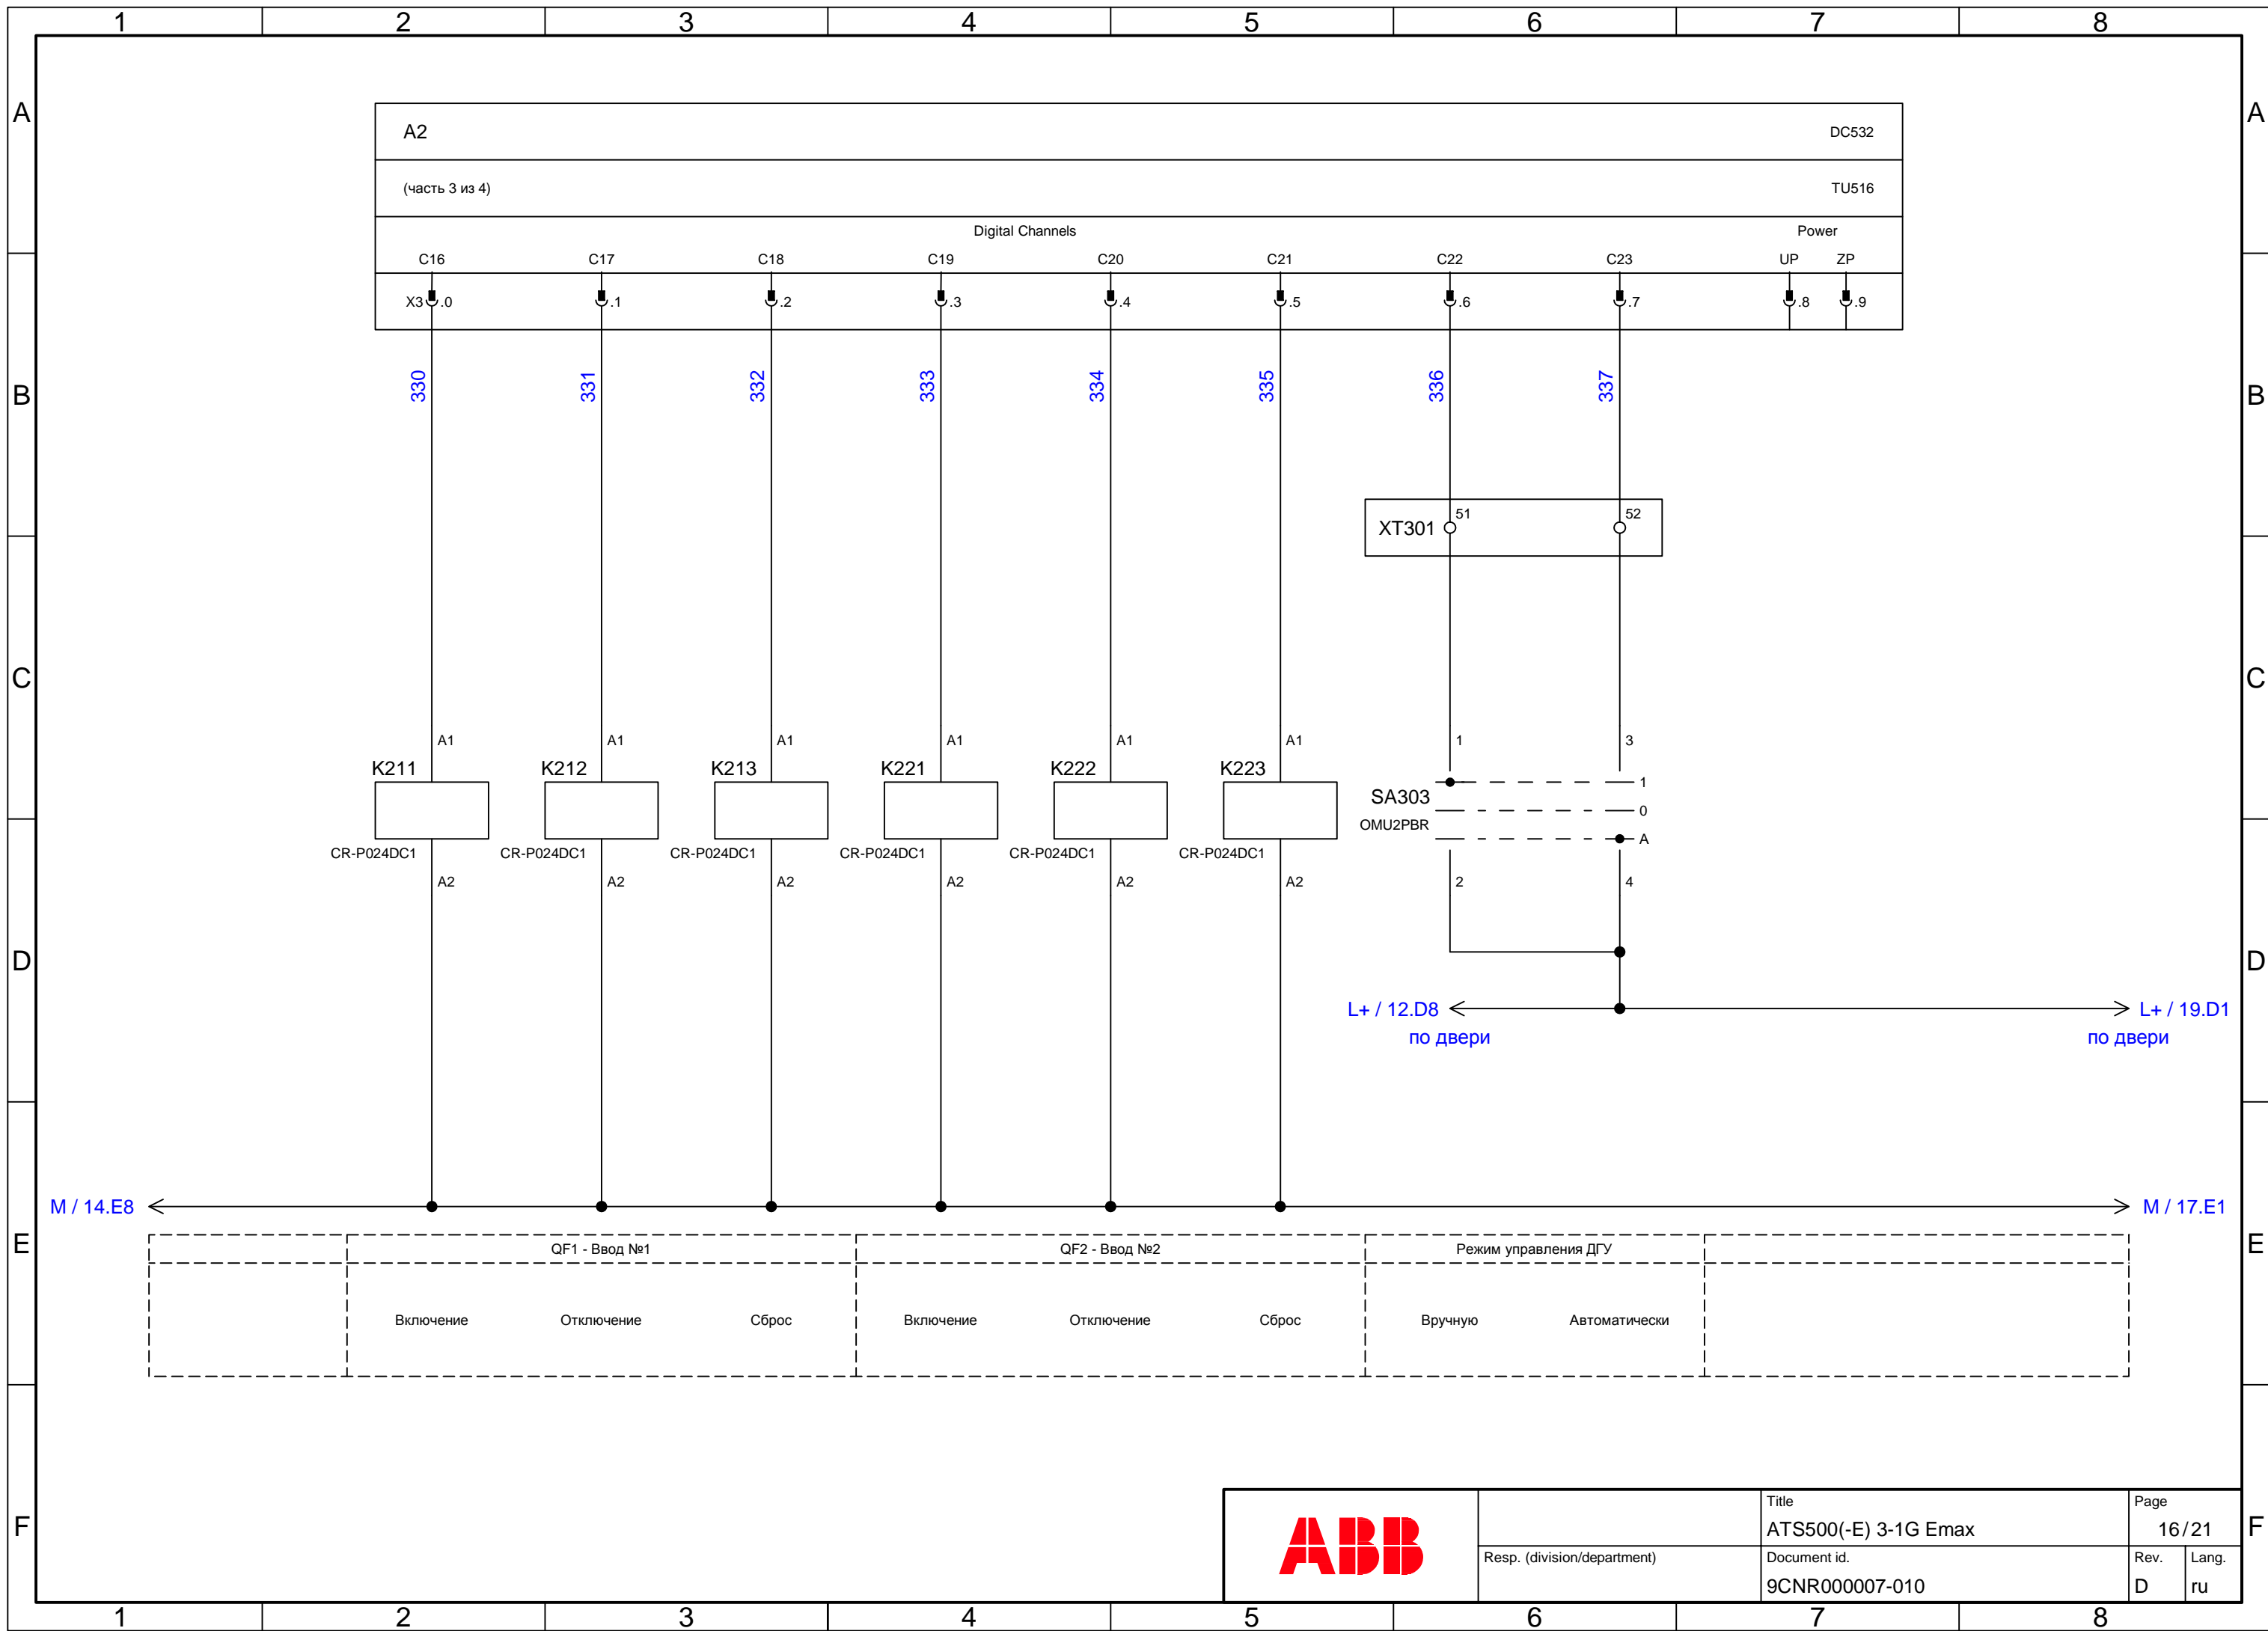 1 2 3 4 5 6 7 8
A A
A2 DC532
(часть 3 из 4) TU516
Digital Channels Power
C16 C17 C18 C19 C20 C21 C22 C23 UP ZP
X3 .0 .1 .2 .3 .4 .5 .6 .7 .8 .9
B B
330 331 332 333 334 335 336 337
51 52
XT301
C C
A1 A1 A1 A1 A1 A1 1 3
K211 K212 K213 K221 K222 K223
1
SA303
0
OMU2PBR
A
CR-P024DC1 CR-P024DC1 CR-P024DC1 CR-P024DC1 CR-P024DC1 CR-P024DC1
A2 A2 A2 A2 A2 A2 2 4
D D
L+ / 12.D8 L+ / 19.D1
по двери по двери
M / 14.E8 M / 17.E1
E E
QF1 - Ввод №1 QF2 - Ввод №2 Режим управления ДГУ
Включение Отключение Сброс Включение Отключение Сброс Вручную Автоматически
F F
ABB
Title Page
ATS500(-E) 3-1G Emax 16/21
Resp. (division/department) Document id. Rev. Lang.
9CNR000007-010 D ru
1 2 3 4 5 6 7 8